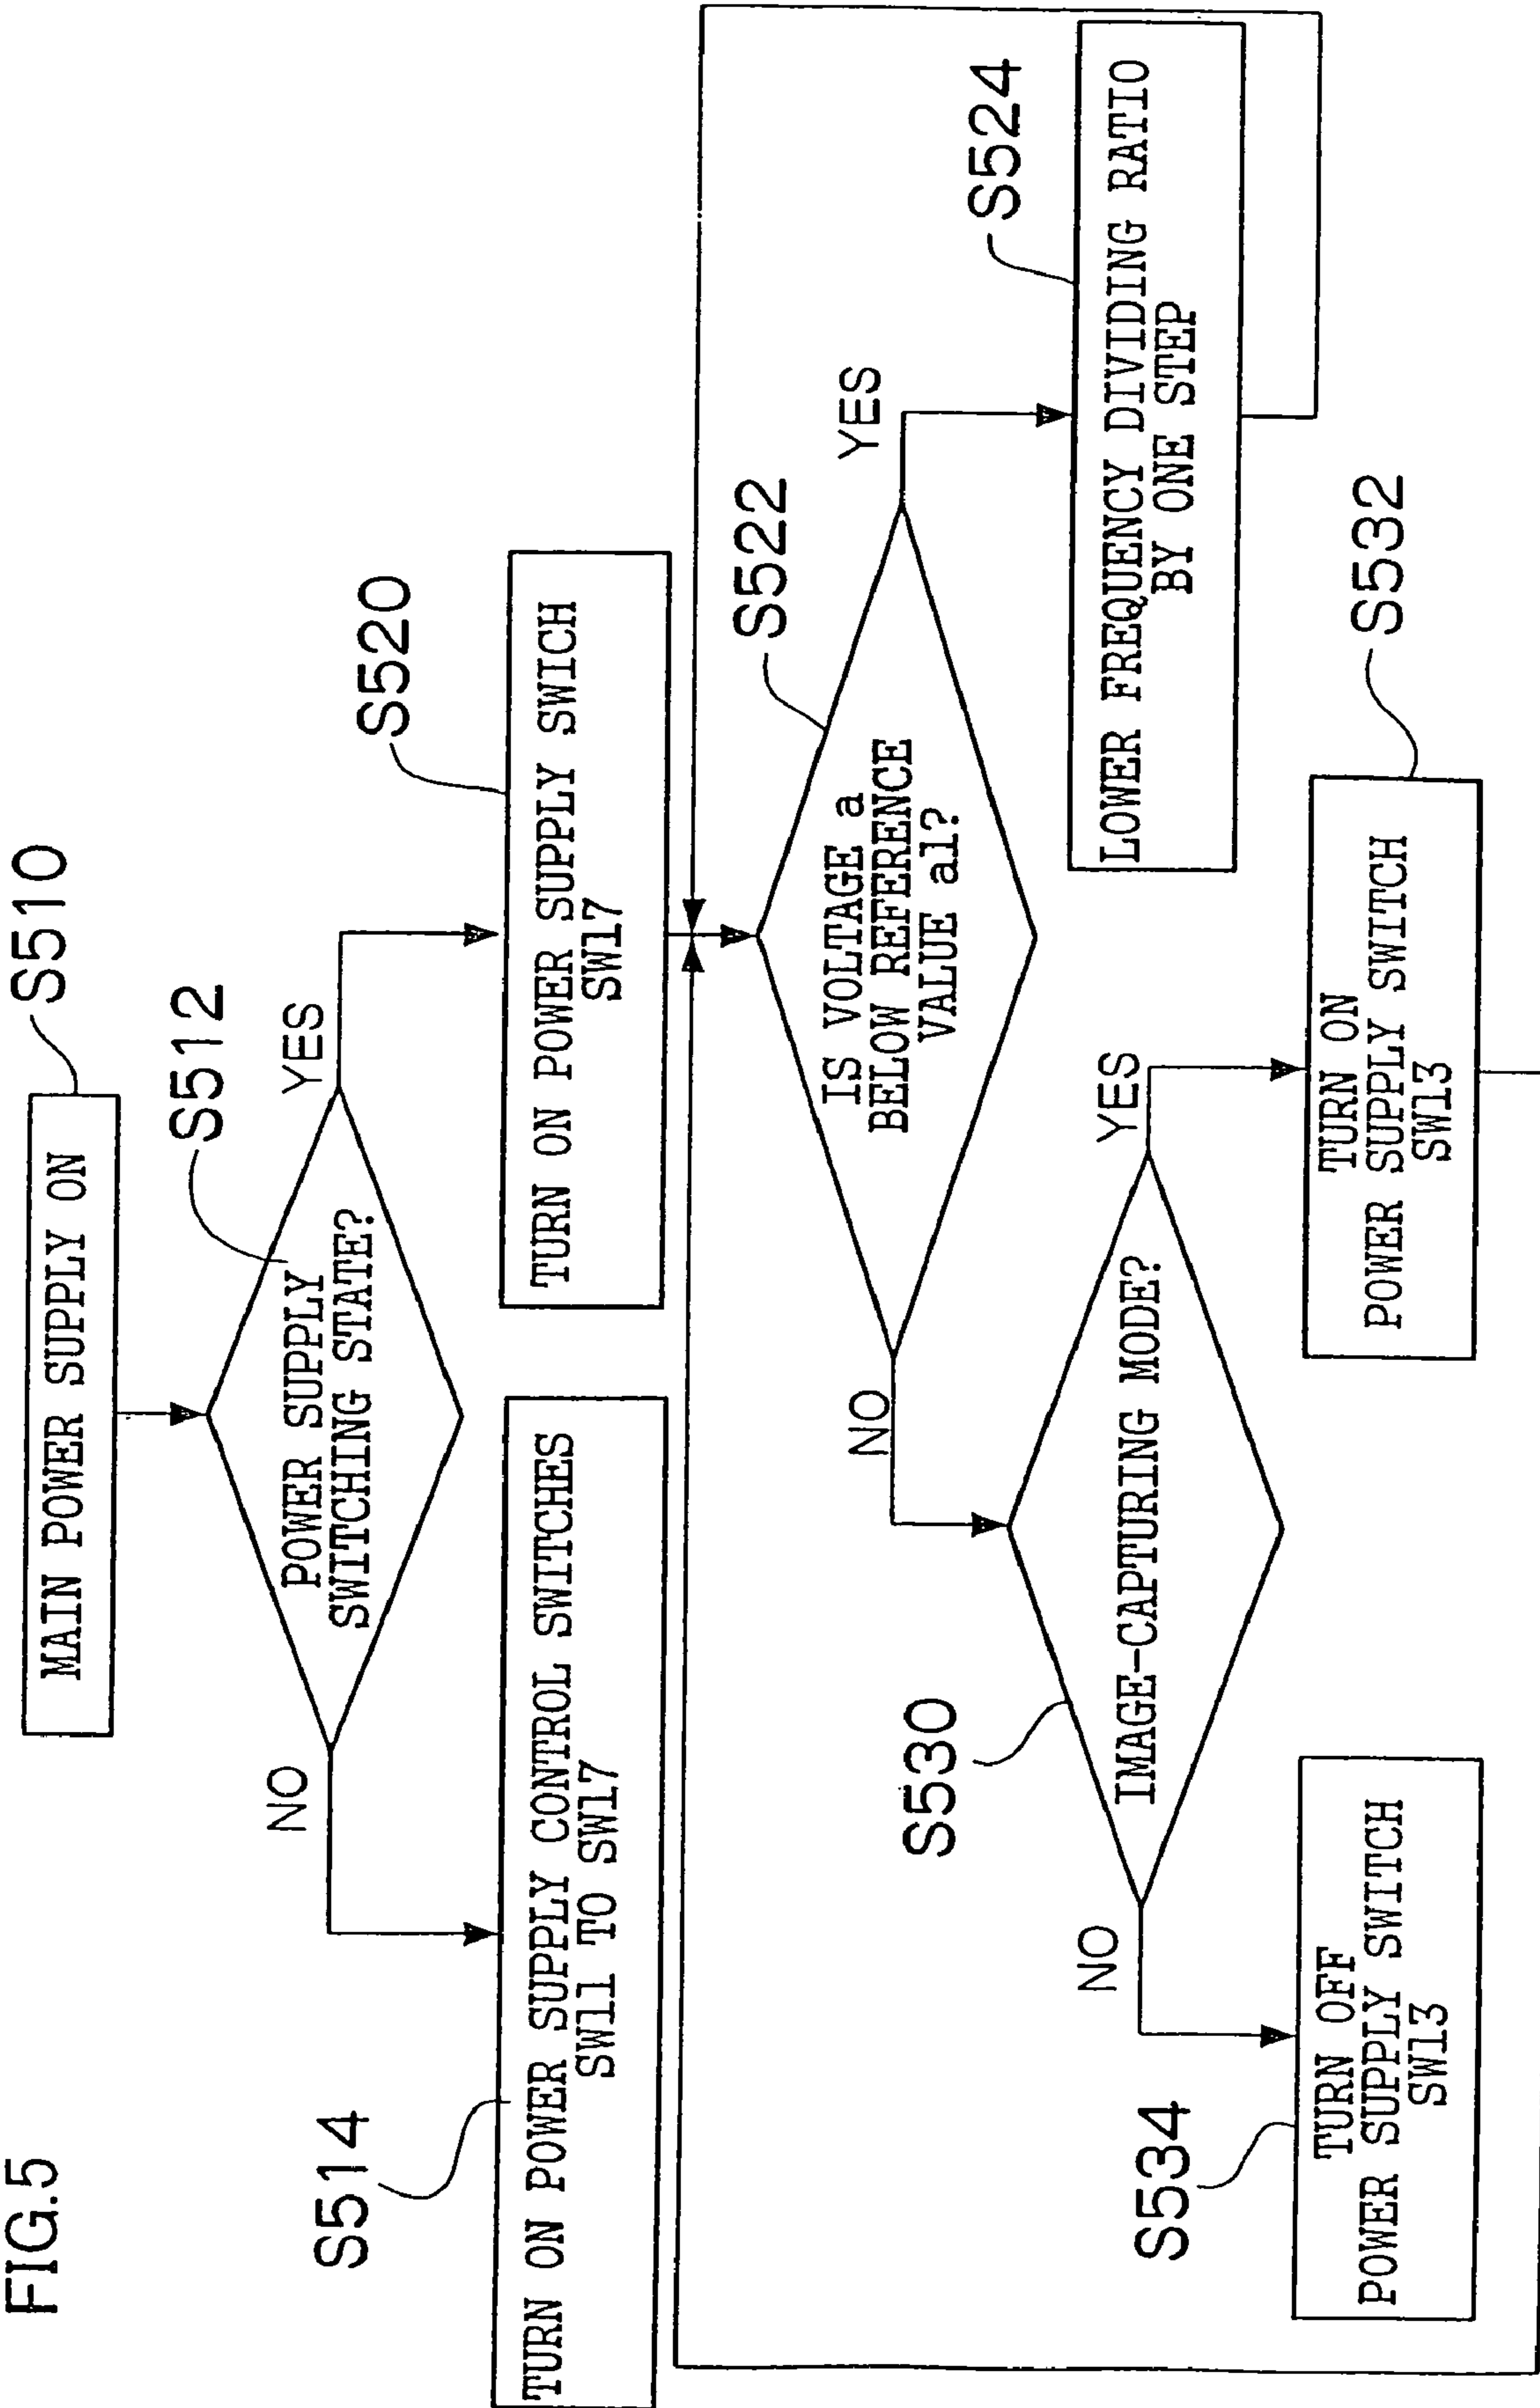 FIG.5
MAIN POWER SUPPLY ON
S510
POWER SUPPLY
SWITCHING STATE?
S512
NO
YES
S514
TURN ON POWER SUPPLY CONTROL SWITCHES
SW11 TO SW17
TURN ON POWER SUPPLY SWICH
SW17
S520
IS VOLTAGE a
BELOW REFERENCE
VALUE a1?
S522
NO
YES
LOWER FREQUENCY DIVIDING RATIO
BY ONE STEP
S524
S530
IMAGE-CAPTURING MODE?
NO
YES
S534
TURN OFF
POWER SUPPLY SWITCH
SW13
TURN ON
POWER SUPPLY SWITCH
SW13
S532